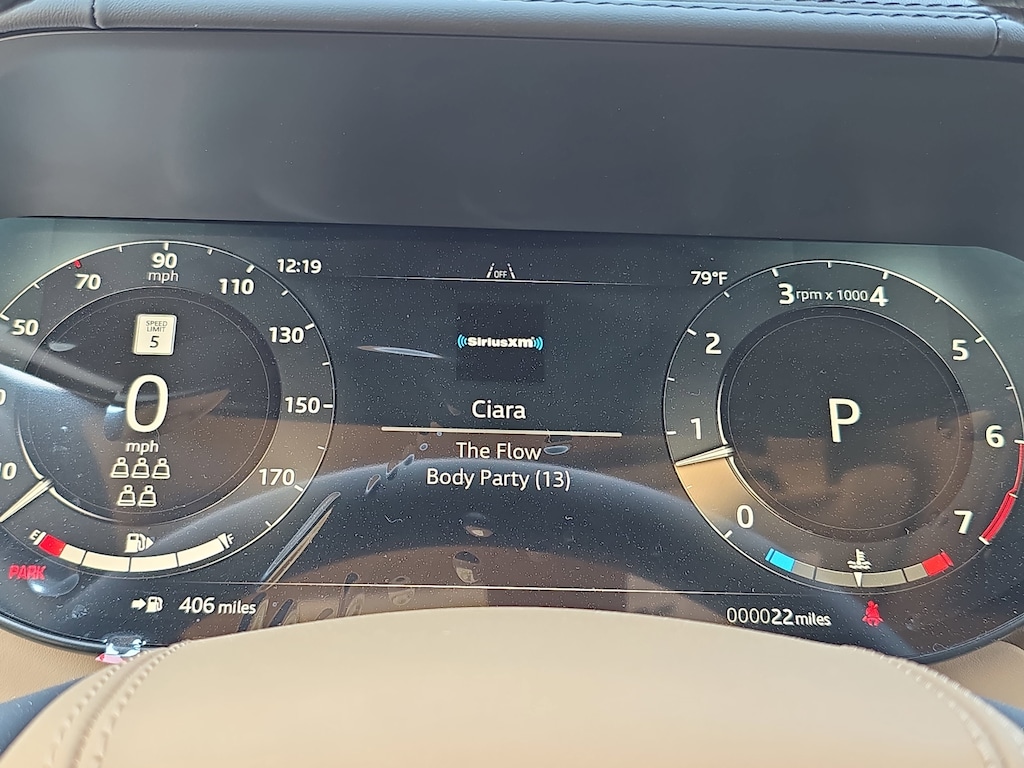 12:19
OFF
79°F
90
mph
70
110
50
130
150
170
SPEED
LIMIT
5
0
mph
E
F
PARK
406 miles
SiriusXM
Ciara
The Flow
Body Party (13)
3 rpm x 1000 4
2
5
1
6
0
7
P
000022 miles